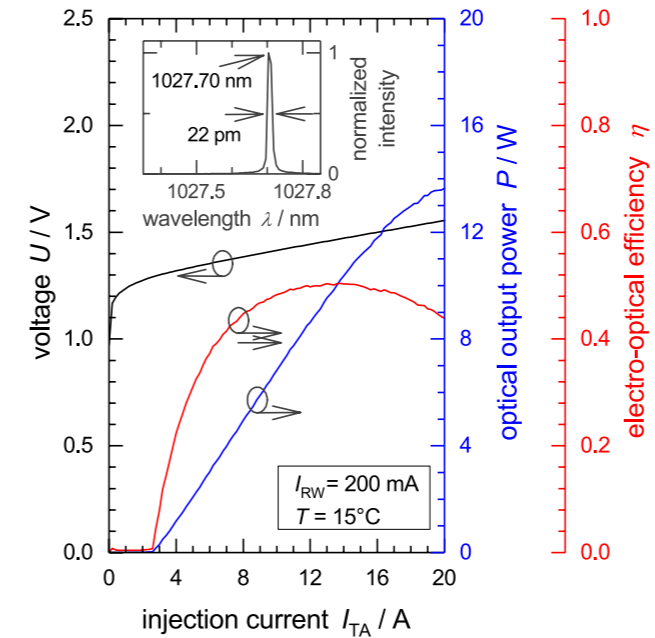 voltage U / V
2.5
2.0
1.5
1.0
0.5
0.0
1027.70 nm
22 pm
1
0
normalized
intensity
1027.5
1027.8
wavelength λ / nm
I_RW = 200 mA
T = 15°C
0
4
8
12
16
20
injection current I_TA / A
20
16
12
8
4
0
optical output power P / W
1.0
0.8
0.6
0.4
0.2
0.0
electro-optical efficiency η